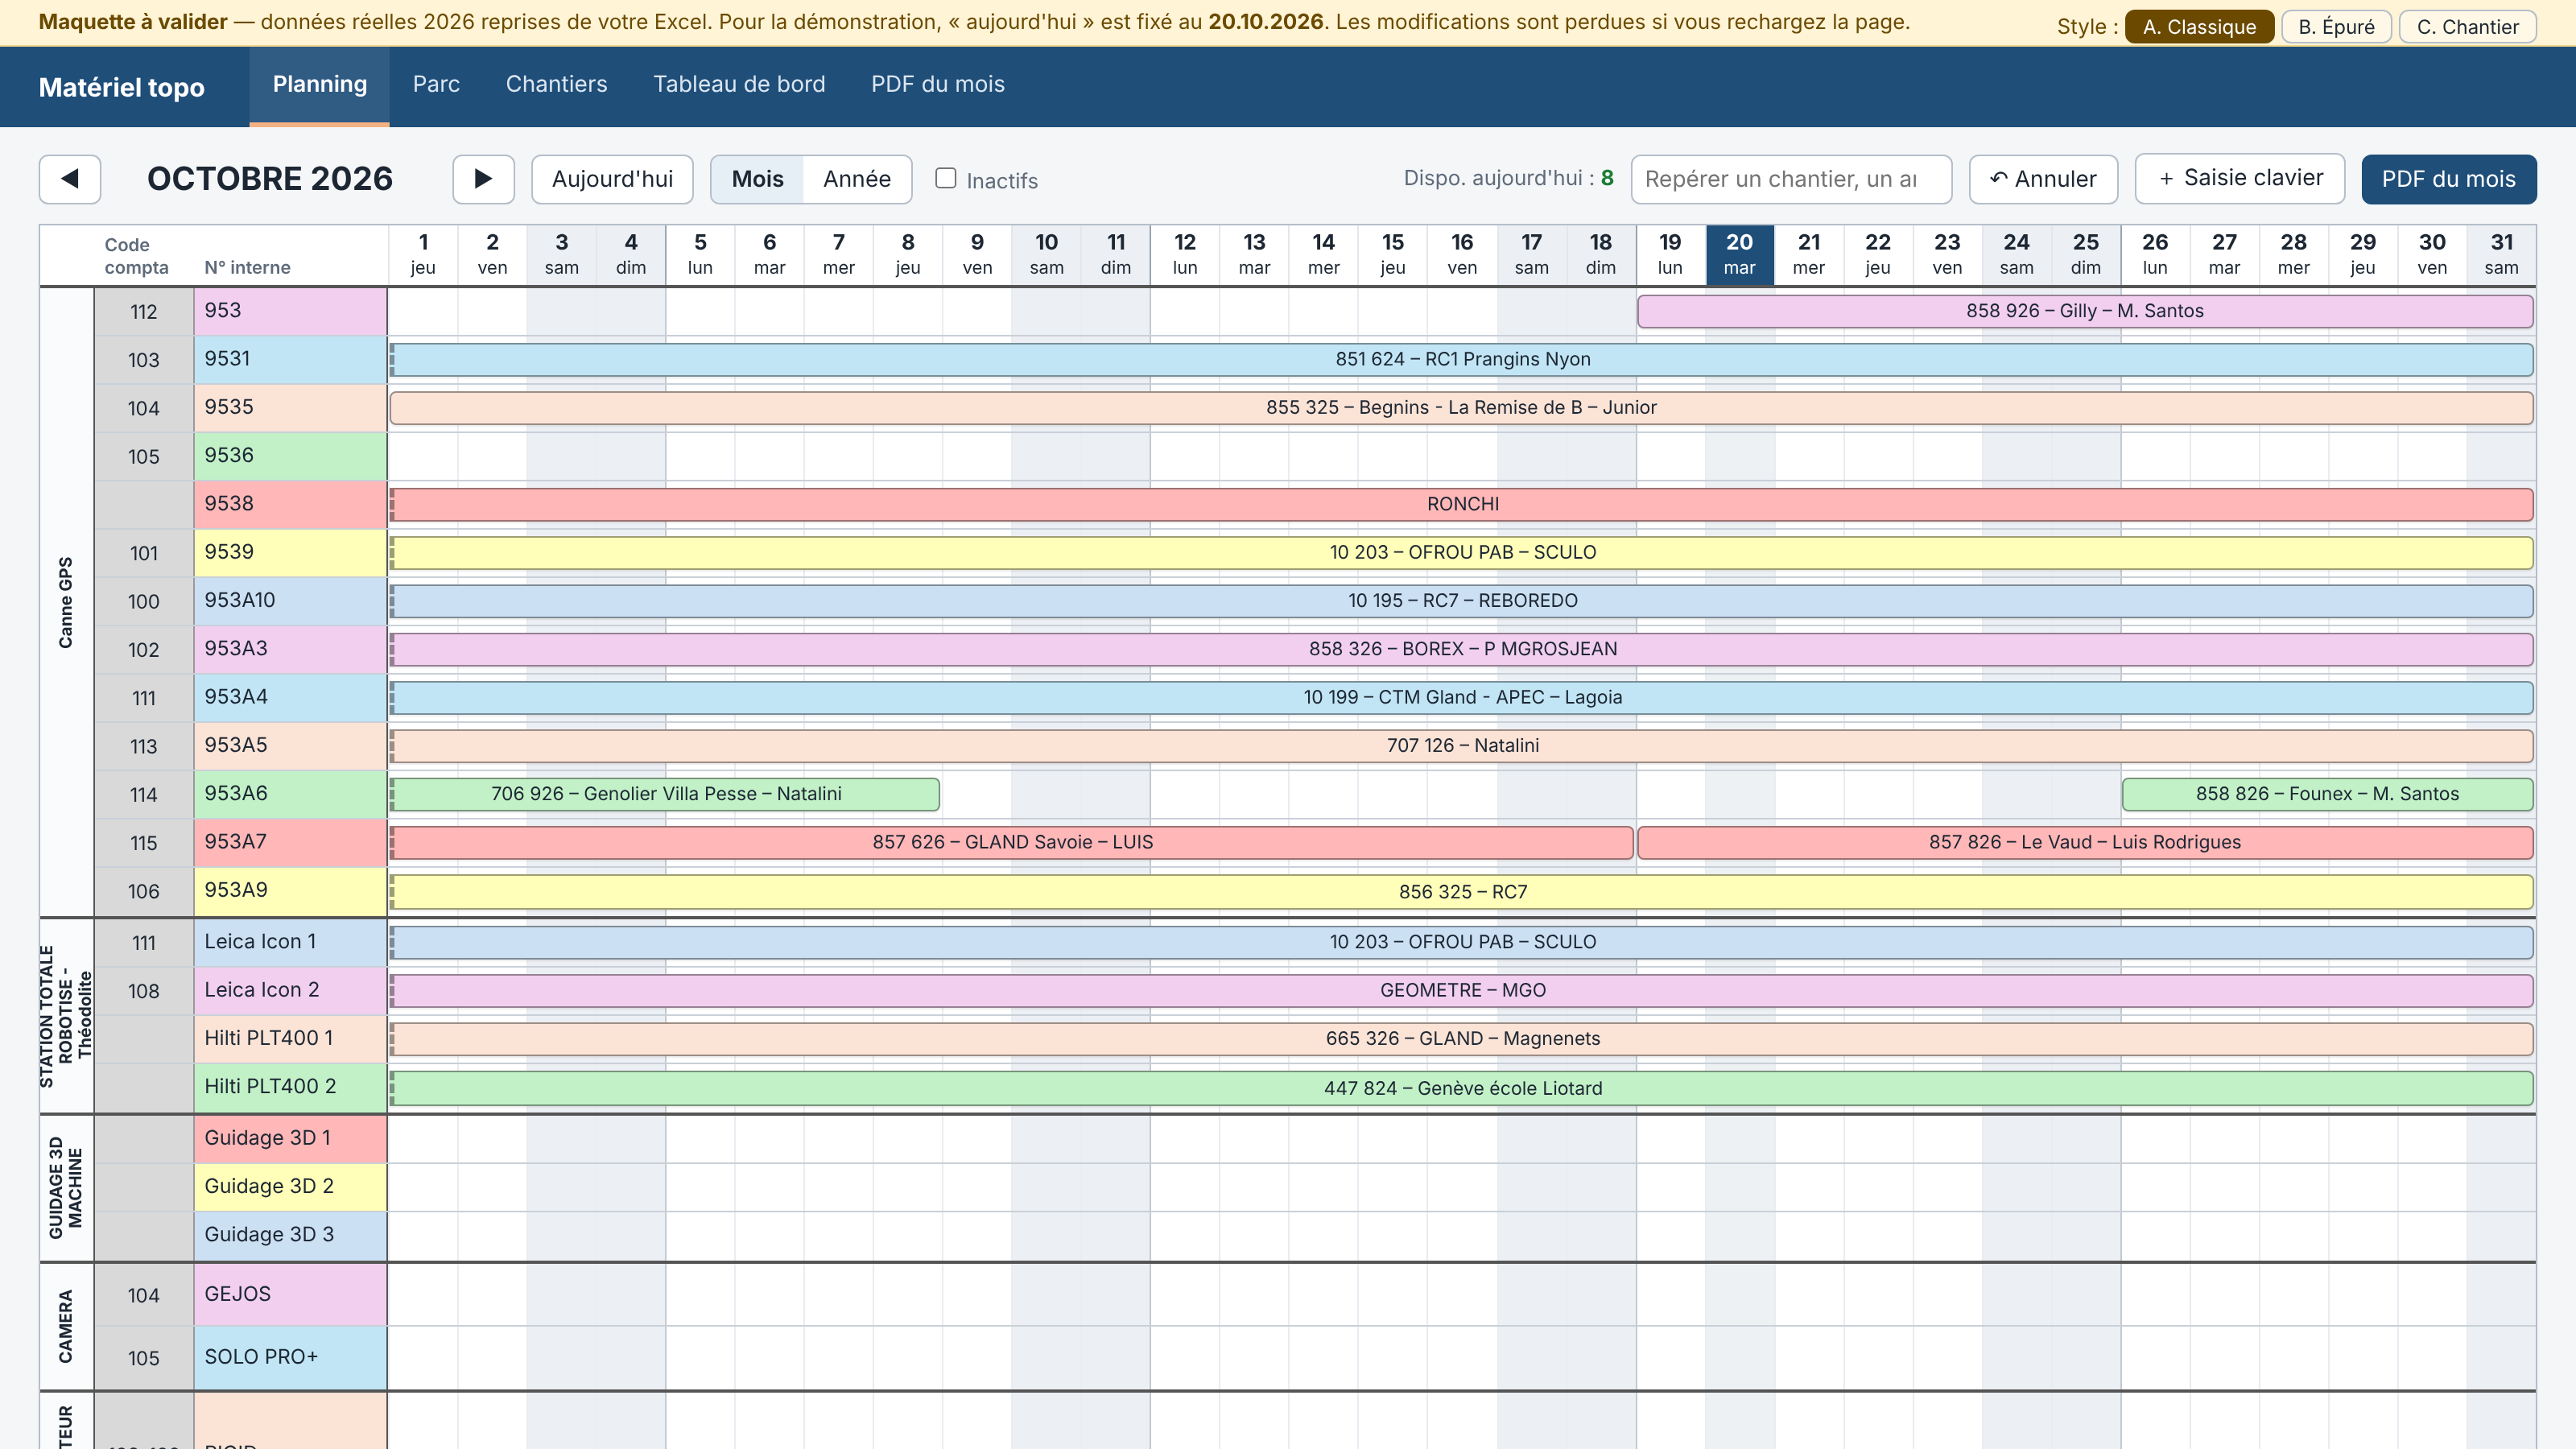 Maquette à valider — données réelles 2026 reprises de votre Excel. Pour la démonstration, « aujourd'hui » est fixé au 20.10.2026. Les modifications sont perdues si vous rechargez la page.
Style : A. Classique B. Épuré C. Chantier
Matériel topo Planning Parc Chantiers Tableau de bord PDF du mois
◀ OCTOBRE 2026 ▶ Aujourd'hui Mois Année Inactifs Dispo. aujourd'hui : 8 Repérer un chantier, un ar ↶ Annuler + Saisie clavier PDF du mois
Code compta N° interne
1 2 3 4 5 6 7 8 9 10 11 12 13 14 15 16 17 18 19 20 21 22 23 24 25 26 27 28 29 30 31
jeu ven sam dim lun mar mer jeu ven sam dim lun mar mer jeu ven sam dim lun mar mer jeu ven sam dim lun mar mer jeu ven sam
Canne GPS
112 953 858 926 – Gilly – M. Santos
103 9531 851 624 – RC1 Prangins Nyon
104 9535 855 325 – Begnins - La Remise de B – Junior
105 9536
9538 RONCHI
101 9539 10 203 – OFROU PAB – SCULO
100 953A10 10 195 – RC7 – REBOREDO
102 953A3 858 326 – BOREX – P MGROSJEAN
111 953A4 10 199 – CTM Gland - APEC – Lagoia
113 953A5 707 126 – Natalini
114 953A6 706 926 – Genolier Villa Pesse – Natalini 858 826 – Founex – M. Santos
115 953A7 857 626 – GLAND Savoie – LUIS 857 826 – Le Vaud – Luis Rodrigues
106 953A9 856 325 – RC7
STATION TOTALE
ROBOTISE -
Théodolite
111 Leica Icon 1 10 203 – OFROU PAB – SCULO
108 Leica Icon 2 GEOMETRE – MGO
Hilti PLT400 1 665 326 – GLAND – Magnenets
Hilti PLT400 2 447 824 – Genève école Liotard
GUIDAGE 3D
MACHINE
Guidage 3D 1
Guidage 3D 2
Guidage 3D 3
CAMERA
104 GEJOS
105 SOLO PRO+